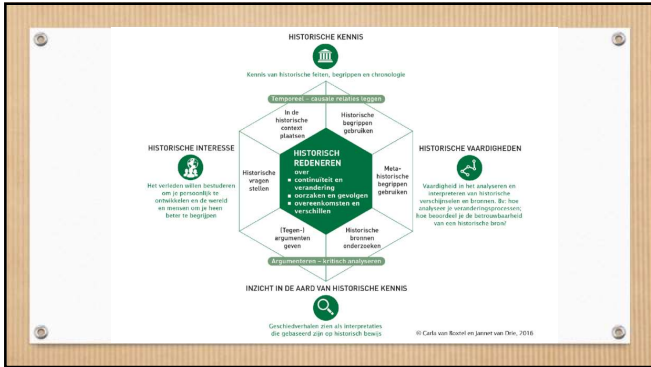 HISTORISCHE KENNIS
Kennis van historische feiten, begrippen en chronologie
Temporeel – causale relaties leggen
In de
historische
context
plaatsen
Historische
begrippen
gebruiken
HISTORISCHE INTERESSE
Het verleden willen bestuderen
om je persoonlijk te
ontwikkelen en de wereld
en mensen om je heen
beter te begrijpen
Historische
vragen
stellen
HISTORISCH
REDENEREN
over
continuïteit en
verandering
oorzaken en gevolgen
overeenkomsten en
verschillen
Meta-
historische
begrippen
gebruiken
HISTORISCHE VAARDIGHEDEN
Vaardigheid in het analyseren en
interpreteren van historische
verschijnselen en bronnen. Bv: hoe
analyseer je veranderingsprocessen;
hoe beoordeel je de betrouwbaarheid
van een historische bron?
(Tegen-)
argumenten
geven
Historische
bronnen
onderzoeken
Argumenteren – kritisch analyseren
INZICHT IN DE AARD VAN HISTORISCHE KENNIS
Geschiedverhalen zien als interpretaties
die gebaseerd zijn op historisch bewijs
© Carla van Boxtel en Jannet van Drie, 2016